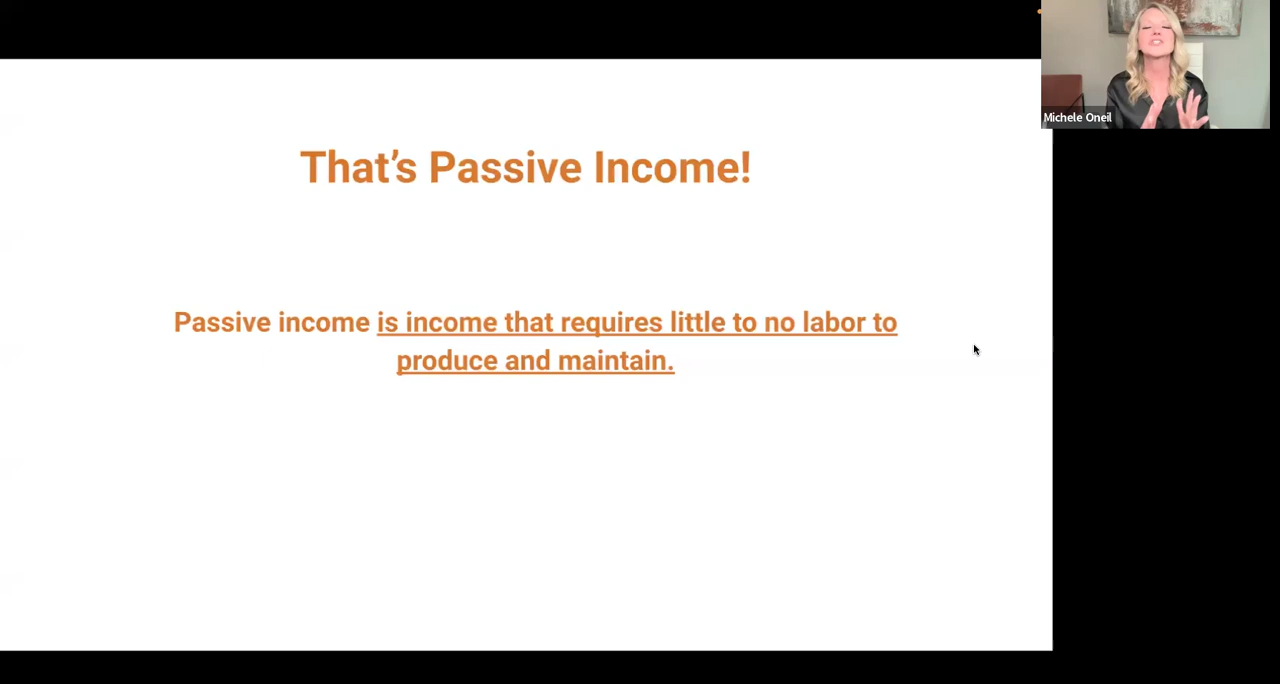 Michele Oneil
That’s Passive Income!
Passive income is income that requires little to no labor to
produce and maintain.